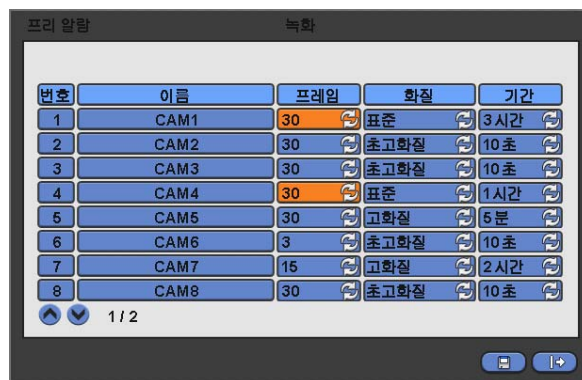 프리 알람 녹화
번호 이름 프레임 화질 기간
1 CAM1 30 표준 3시간
2 CAM2 30 초고화질 10초
3 CAM3 30 초고화질 10초
4 CAM4 30 표준 1시간
5 CAM5 30 고화질 5분
6 CAM6 3 초고화질 10초
7 CAM7 15 고화질 2시간
8 CAM8 30 초고화질 10초
1 / 2